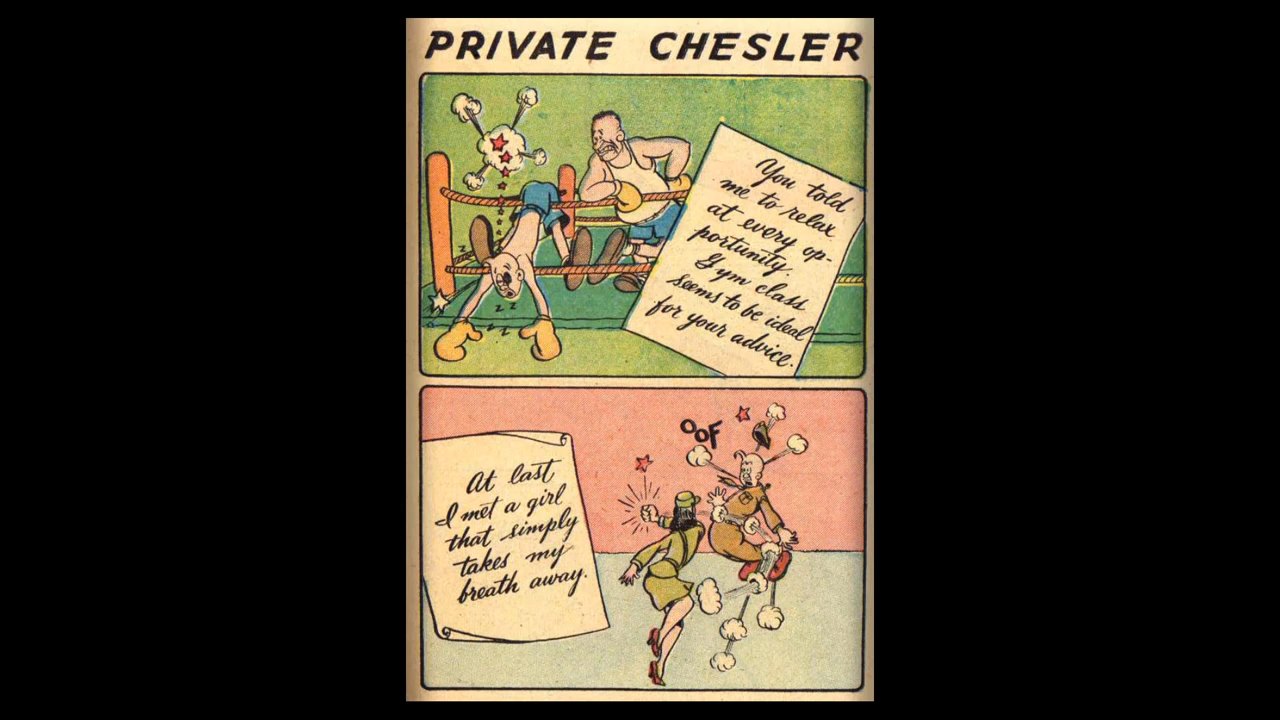 PRIVATE CHESLER
You told
me to relax
at every op-
portunity.
Gym class
seems to be ideal
for your advice.
z
z z
z z
OOF
At last
I met a girl
that simply
takes my
breath away.